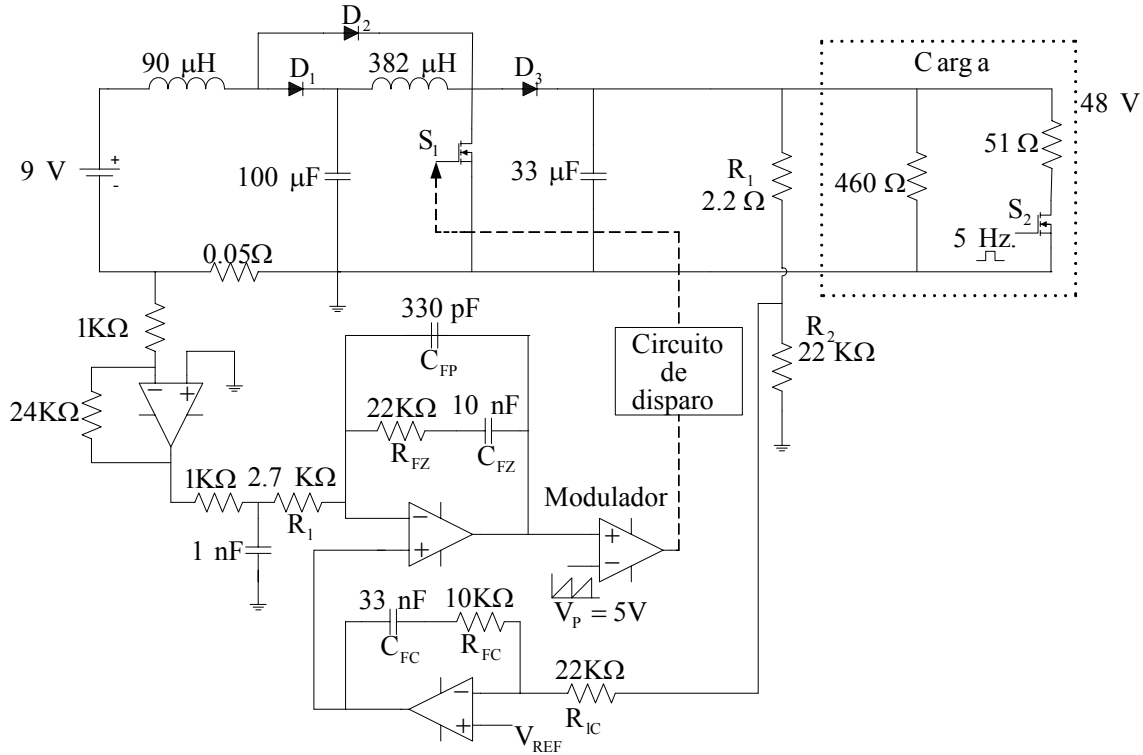 D2
90 μH
D1
382 μH
D3
Carga
48 V
S1
9 V
+
-
100 μF
33 μF
R1
2.2 Ω
460 Ω
51 Ω
S2
5 Hz.
0.05Ω
1KΩ
330 pF
CFP
R2
22 KΩ
Circuito
de
disparo
- +
24KΩ
22KΩ
10 nF
RFZ
CFZ
1KΩ
2.7 KΩ
R1
Modulador
-
+
+
-
1 nF
VP = 5V
33 nF
10KΩ
CFC
RFC
22KΩ
R1C
-
+
VREF